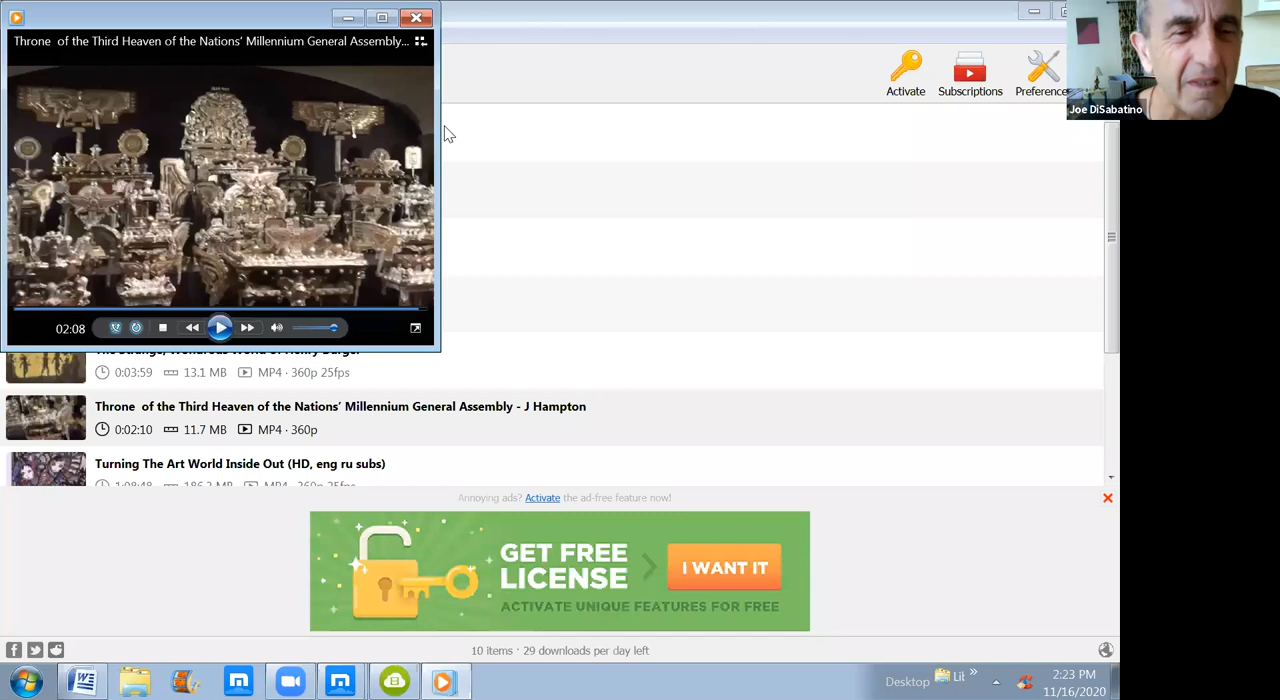 Throne  of the Third Heaven of the Nations' Millennium General Assembly...
02:08
Activate
Subscriptions
Preference
Joe DiSabatino
0:03:59
13.1 MB
MP4 · 360p 25fps
Throne  of the Third Heaven of the Nations' Millennium General Assembly - J Hampton
0:02:10
11.7 MB
MP4 · 360p
Turning The Art World Inside Out (HD, eng ru subs)
Annoying ads? Activate the ad-free feature now!
GET FREE
LICENSE
I WANT IT
ACTIVATE UNIQUE FEATURES FOR FREE
10 items · 29 downloads per day left
Desktop
Lil
2:23 PM
11/16/2020